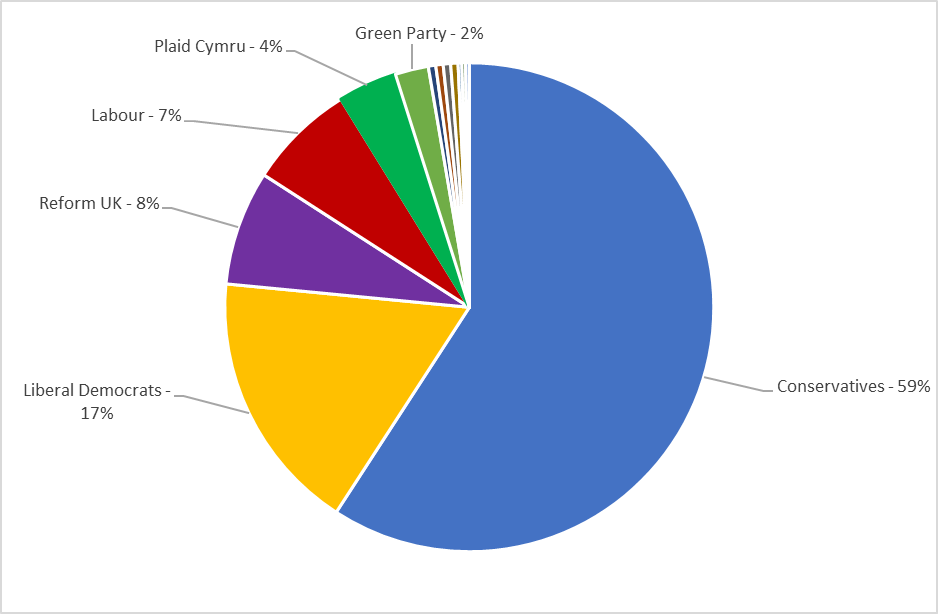 Green Party - 2%
Plaid Cymru - 4%
Labour - 7%
Reform UK - 8%
Liberal Democrats -
17%
Conservatives - 59%